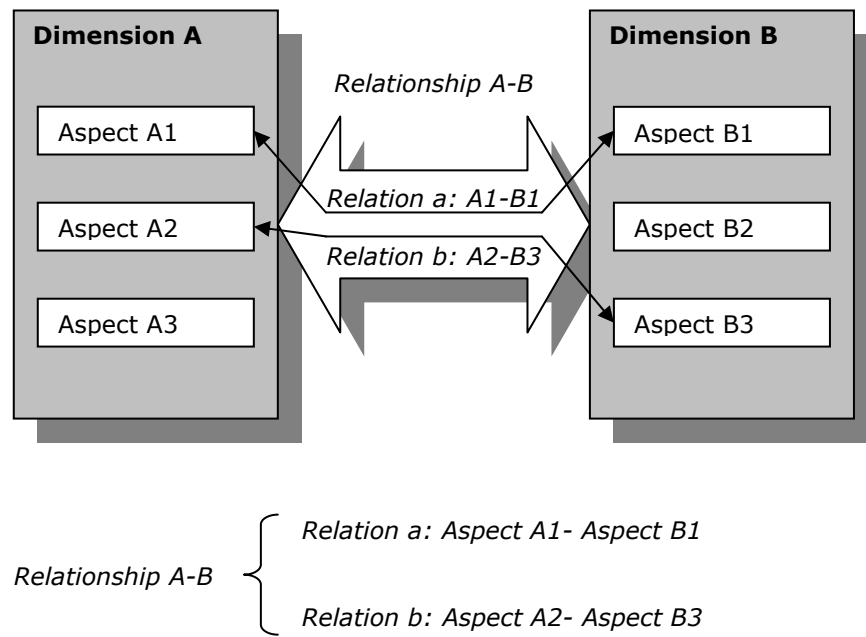 Dimension A
Dimension B
Relationship A-B
Aspect A1
Aspect B1
Relation a: A1-B1
Aspect A2
Aspect B2
Relation b: A2-B3
Aspect A3
Aspect B3
Relation a: Aspect A1- Aspect B1
Relationship A-B
Relation b: Aspect A2- Aspect B3